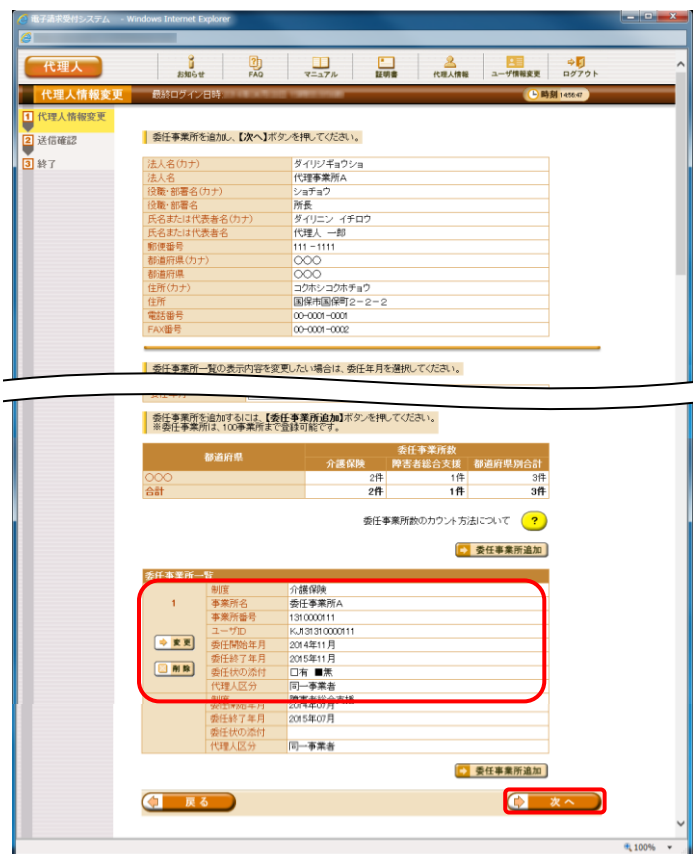 電子請求受付システム - Windows Internet Explorer
代理人
お知らせ FAQ マニュアル 証明書 代理人情報 ユーザ情報変更 ログアウト
代理人情報変更 最終ログイン日時 時刻 14:56:47
1 代理人情報変更
2 送信確認
3 終了
委任事業所を追加し、【次へ】ボタンを押してください。
法人名(カナ) ダイリジギョウショ
法人名 代理事業所A
役職・部署名(カナ) ショチョウ
役職・部署名 所長
氏名または代表者名(カナ) ダイリニン イチロウ
氏名または代表者名 代理人 一郎
郵便番号 111-1111
都道府県(カナ) 〇〇〇
都道府県 〇〇〇
住所(カナ) コクホシコクホチョウ
住所 国保市国保町2-2-2
電話番号 00-0001-0001
FAX番号 00-0001-0002
委任事業所一覧の表示内容を変更したい場合は、委任年月を選択してください。
委任事業所を追加するには、【委任事業所追加】ボタンを押してください。
※委任事業所は、100事業所まで登録可能です。
都道府県 委任事業所数
介護保険 障害者総合支援 都道府県別合計
〇〇〇 2件 1件 3件
合計 2件 1件 3件
委任事業所数のカウント方法について ?
委任事業所追加
委任事業所一覧
1
制度 介護保険
事業所名 委任事業所A
事業所番号 1310000111
ユーザID KJ131310000111
変更 委任開始年月 2014年11月
委任終了年月 2015年11月
削除 委任状の添付 □有 ■無
代理人区分 同一事業者
制度 障害者総合支援
委任開始年月 2014年07月
委任終了年月 2015年07月
委任状の添付
代理人区分 同一事業者
委任事業所追加
戻る 次へ
100%